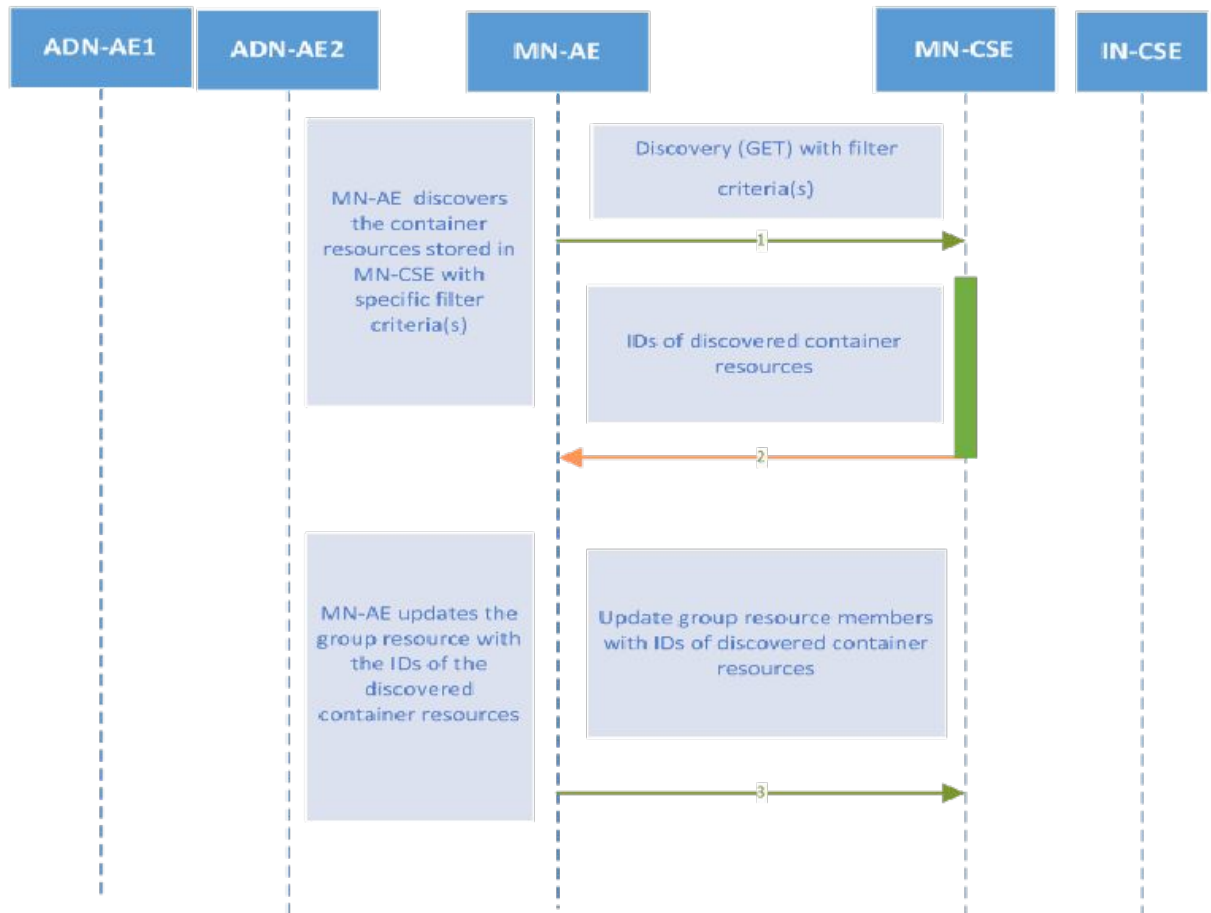 ADN-AE1
ADN-AE2
MN-AE
MN-CSE
IN-CSE
MN-AE discovers
the container
resources stored in
MN-CSE with
specific filter
criteria(s)
Discovery (GET) with filter
criteria(s)
1
IDs of discovered container
resources
2
MN-AE updates the
group resource with
the IDs of the
discovered
container resources
Update group resource members
with IDs of discovered container
resources
3